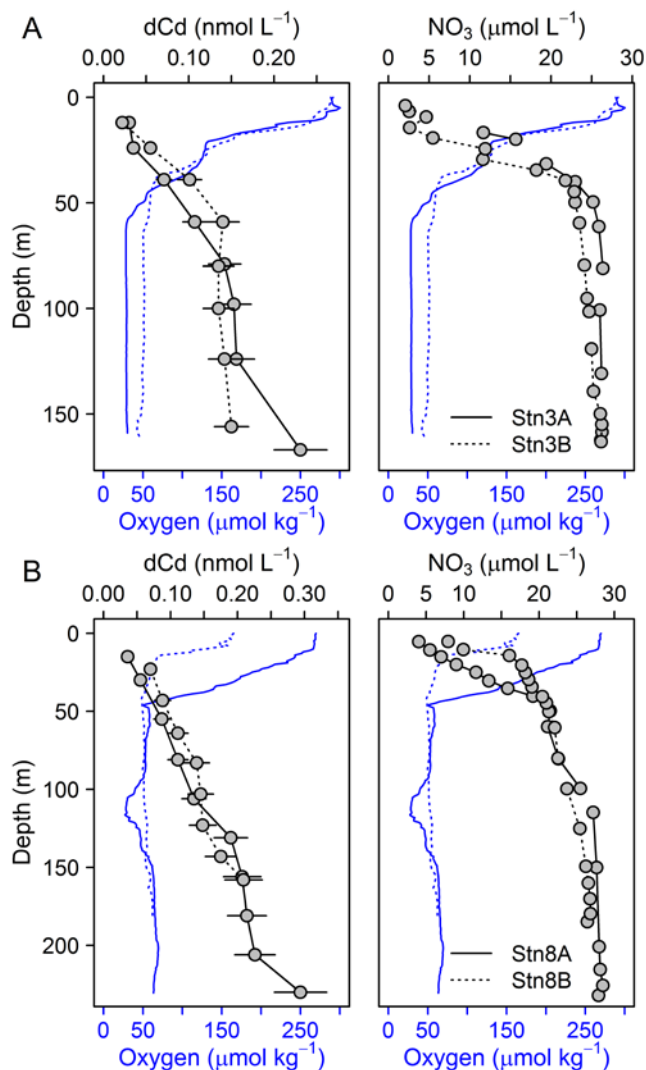 A
dCd (nmol L⁻¹)
NO₃ (μmol L⁻¹)
0.00 0.10 0.20
0 5 10 15 20 25 30
Depth (m)
0
50
100
150
Stn3A
Stn3B
50 150 250
0 50 150 250
Oxygen (μmol kg⁻¹)
Oxygen (μmol kg⁻¹)
B
dCd (nmol L⁻¹)
NO₃ (μmol L⁻¹)
0.00 0.10 0.20 0.30
0 5 10 20 30
Depth (m)
0
50
100
150
200
Stn8A
Stn8B
0 50 150 250
0 50 150 250
Oxygen (μmol kg⁻¹)
Oxygen (μmol kg⁻¹)